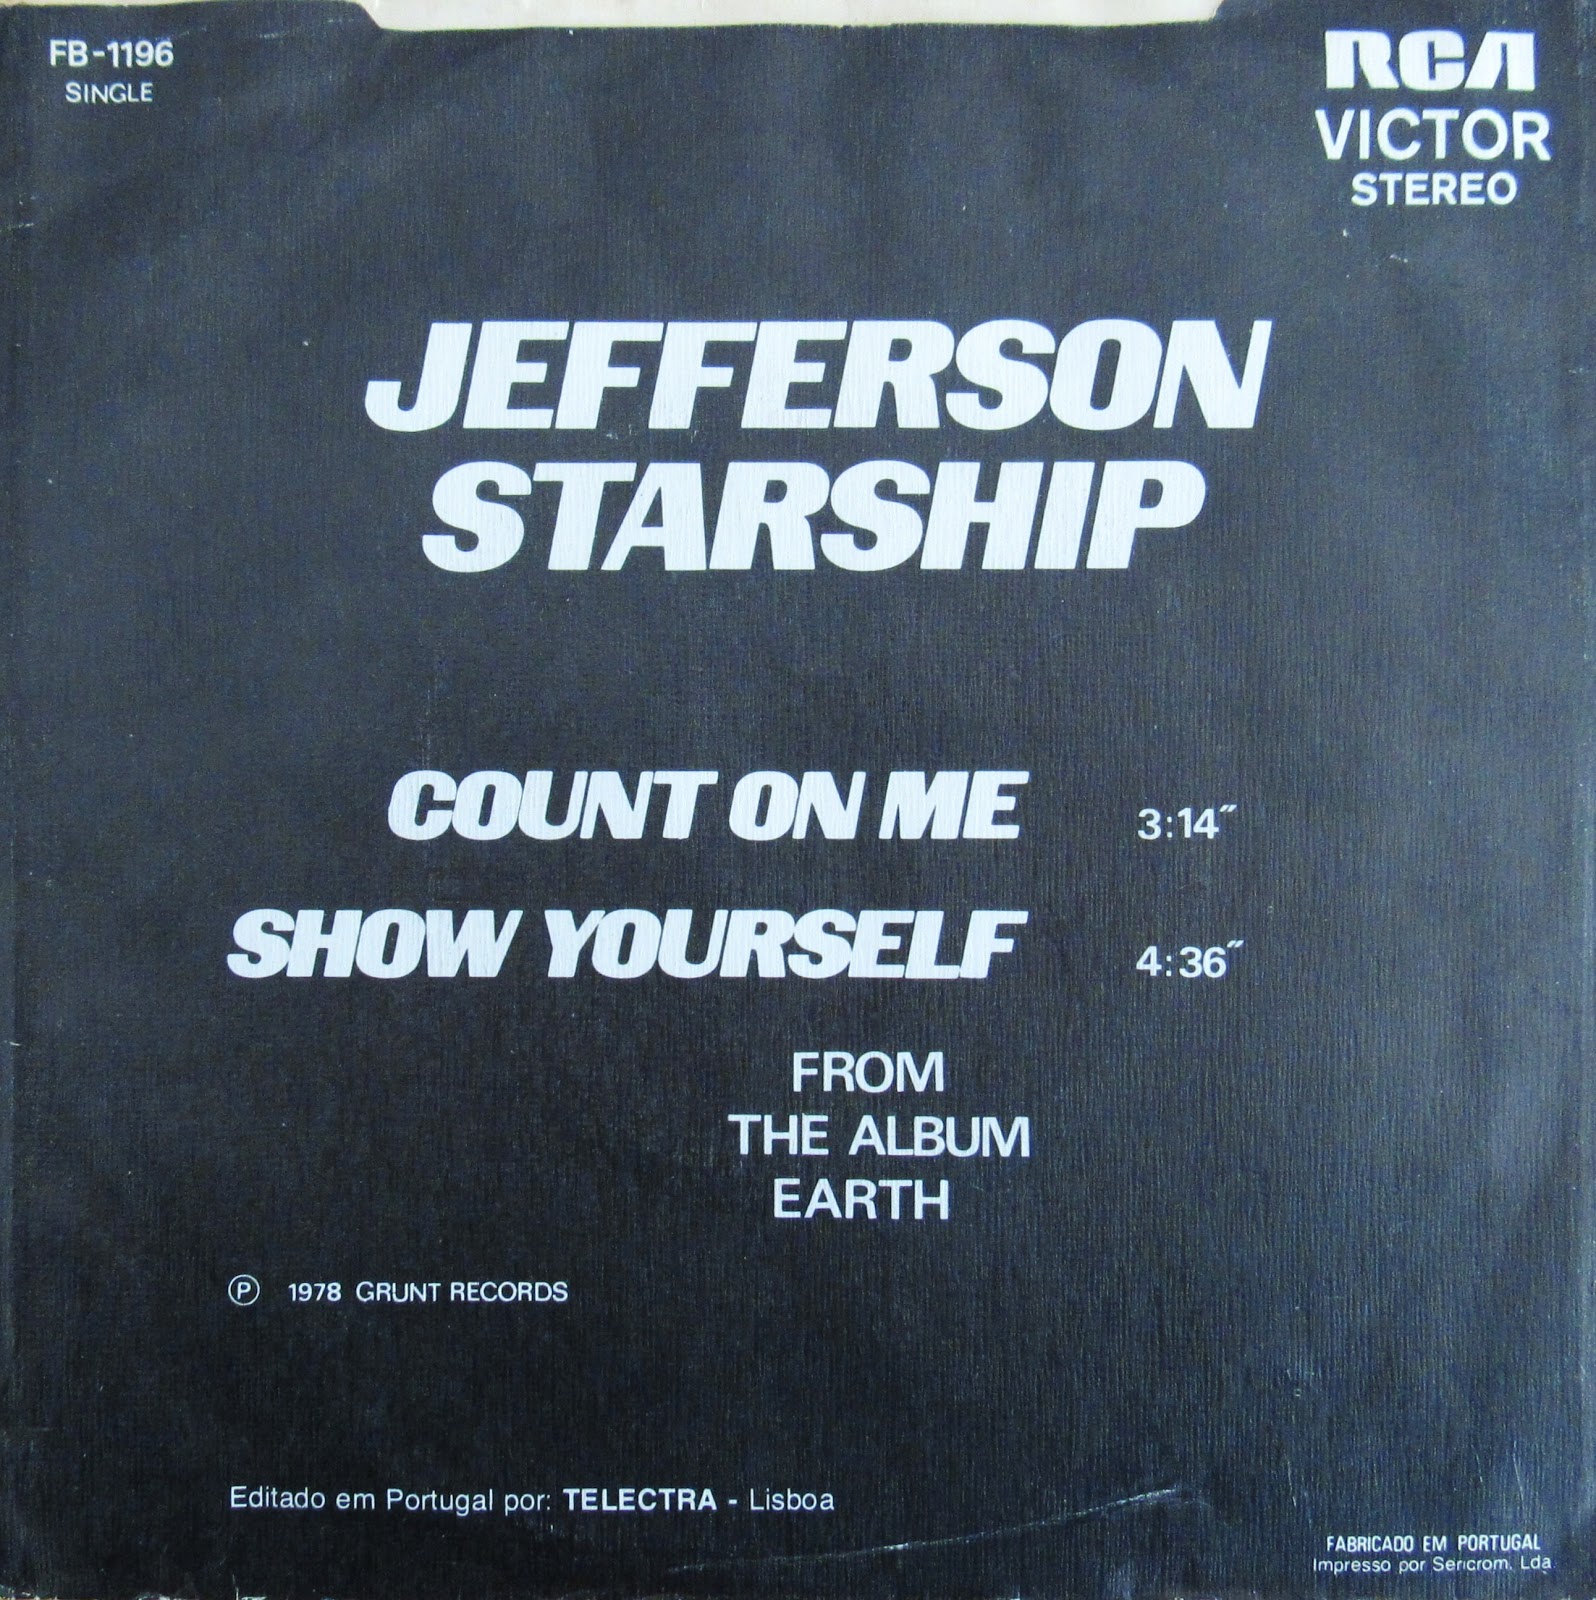 FB-1196
SINGLE
RCA
VICTOR
STEREO
JEFFERSON
STARSHIP
COUNT ON ME 3:14″
SHOW YOURSELF 4:36″
FROM
THE ALBUM
EARTH
Ⓟ 1978 GRUNT RECORDS
Editado em Portugal por: TELECTRA - Lisboa
FABRICADO EM PORTUGAL
Impresso por Sericrom, Lda